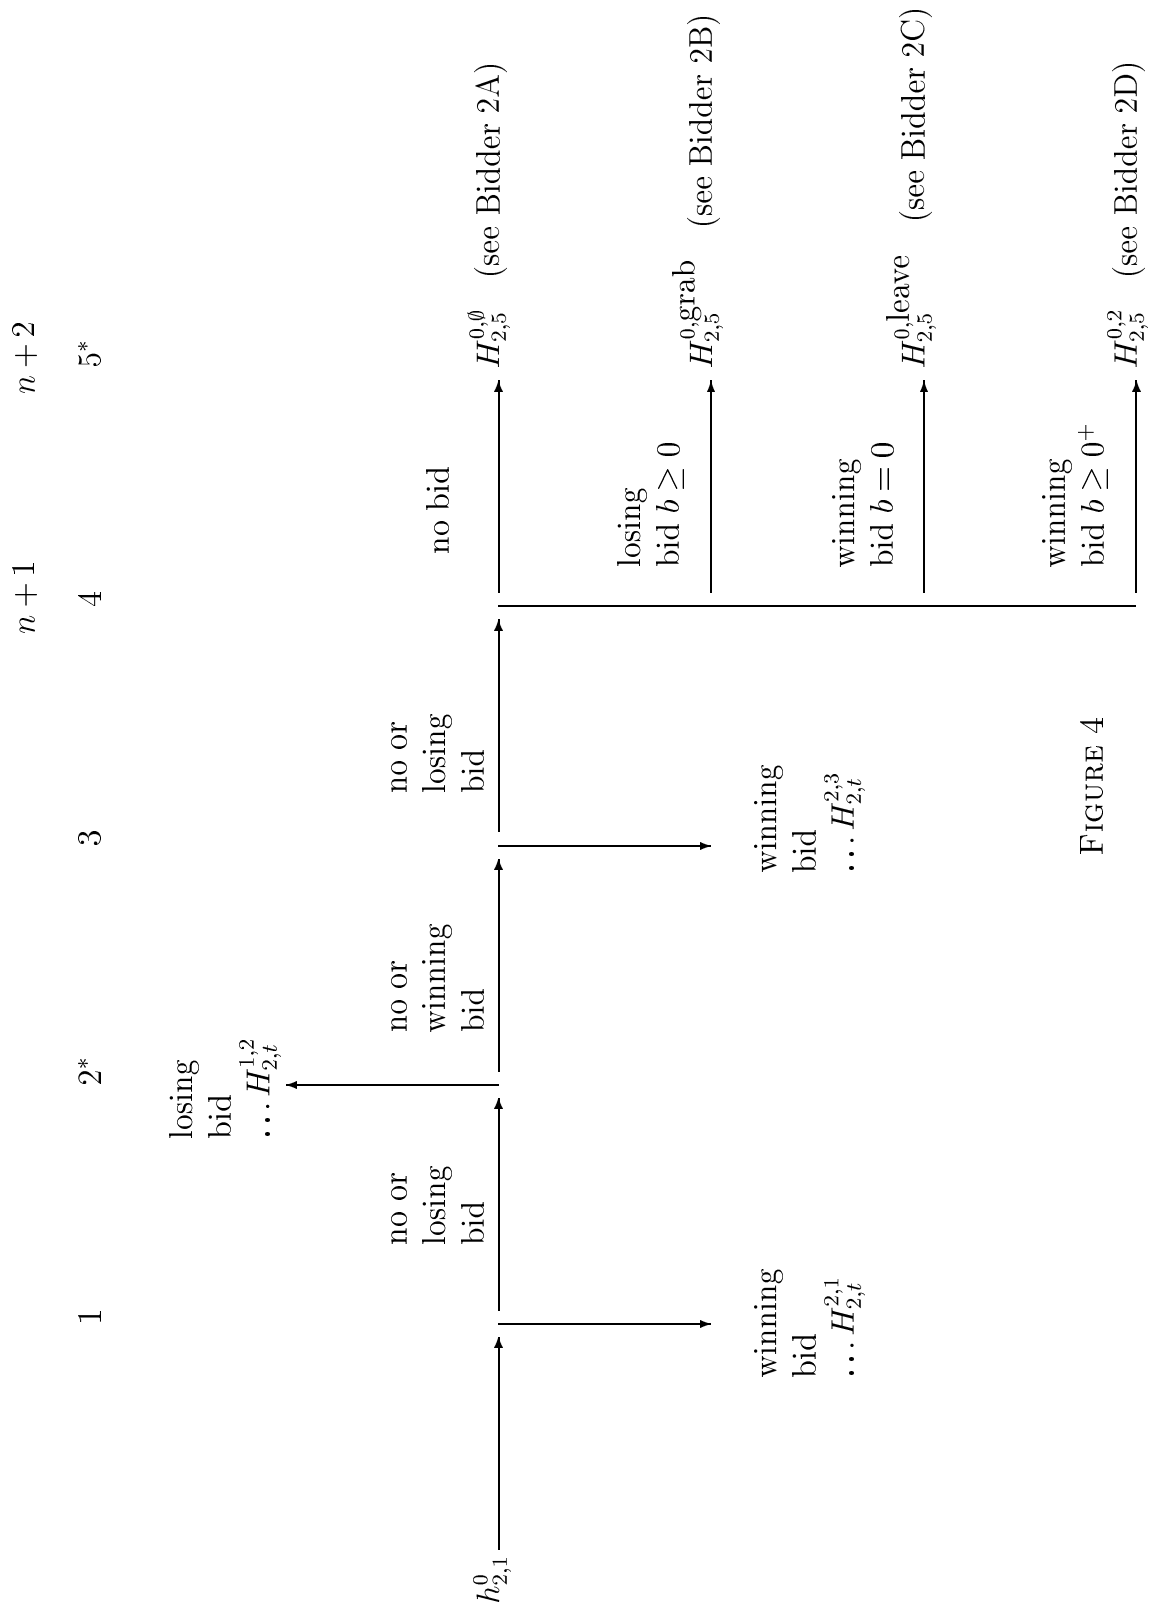 n + 1
n + 2
1
2*
3
4
5*
losing
bid
… H^{1,2}_{2,t}
no or
losing
bid
no or
winning
bid
no or
losing
bid
no bid
h^0_{2,1}
H^{0,∅}_{2,5} (see Bidder 2A)
losing
bid b ≥ 0
H^{0,grab}_{2,5} (see Bidder 2B)
winning
bid
… H^{2,1}_{2,t}
winning
bid
… H^{2,3}_{2,t}
winning
bid b = 0
H^{0,leave}_{2,5} (see Bidder 2C)
winning
bid b ≥ 0^+
H^{0,2}_{2,5} (see Bidder 2D)
FIGURE 4